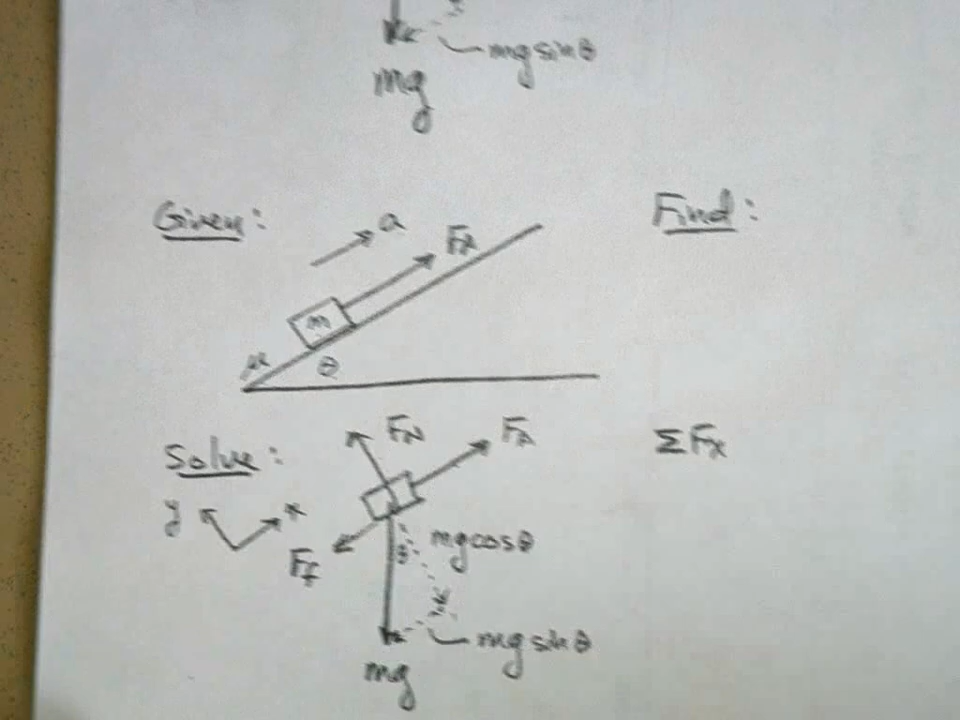 mg sin θ
mg
Given:
Find:
a
FA
m
μ
θ
Solve:
FN
FA
ΣFx
y
x
Ff
θ
mg cos θ
mg sin θ
mg